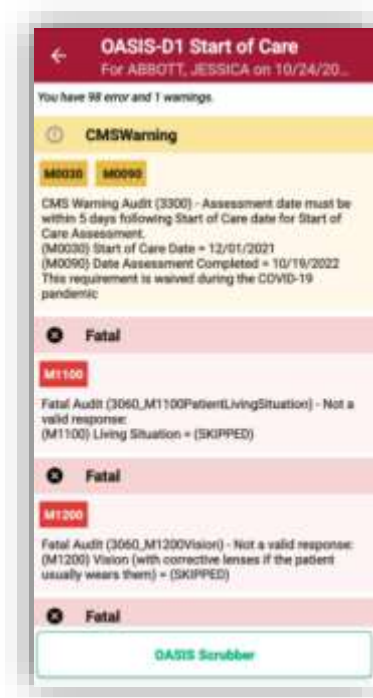 OASIS-D1 Start of Care
For ABBOTT, JESSICA on 10/24/20...
You have 98 error and 1 warnings.
CMSWarning
M0030 M0090
CMS Warning Audit (3300) - Assessment date must be
within 5 days following Start of Care date for Start of
Care Assessment.
(M0030) Start of Care Date = 12/01/2021
(M0090) Date Assessment Completed = 10/19/2022
This requirement is waived during the COVID-19
pandemic
Fatal
M1100
Fatal Audit (3060_M1100PatientLivingSituation) - Not a
valid response:
(M1100) Living Situation = (SKIPPED)
Fatal
M1200
Fatal Audit (3060_M1200Vision) - Not a valid response:
(M1200) Vision (with corrective lenses if the patient
usually wears them) = (SKIPPED)
Fatal
OASIS Scrubber